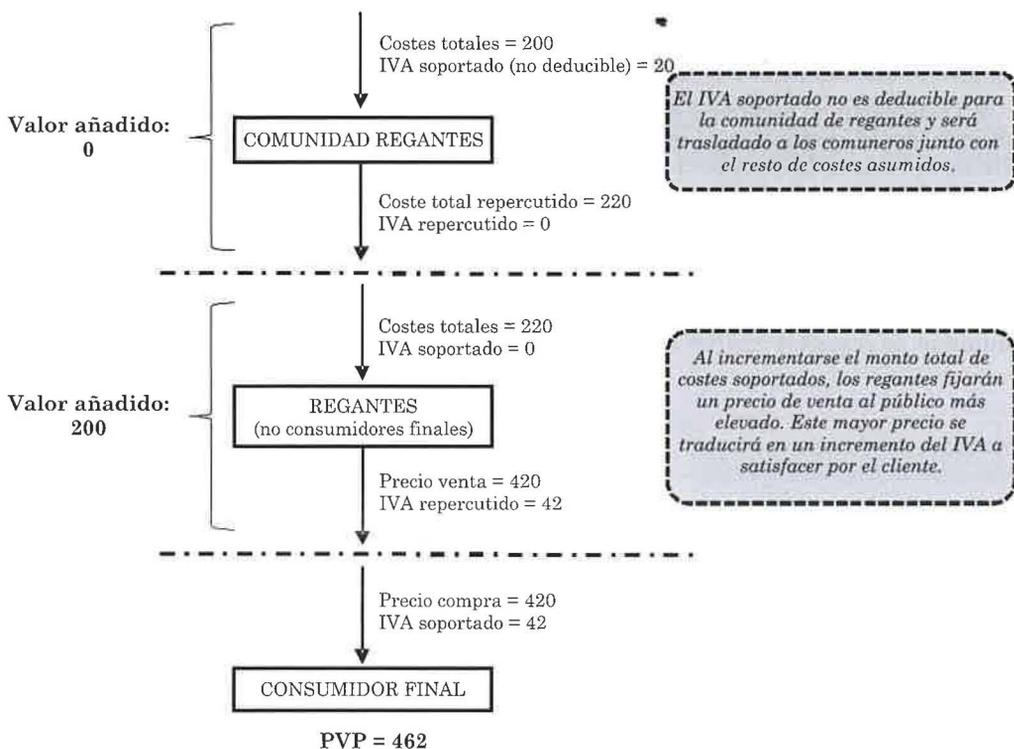 Costes totales = 200
IVA soportado (no deducible) = 20
El IVA soportado no es deducible para
la comunidad de regantes y será
trasladado a los comuneros junto con
el resto de costes asumidos.
Valor añadido:
0
COMUNIDAD REGANTES
Coste total repercutido = 220
IVA repercutido = 0
Costes totales = 220
IVA soportado = 0
Al incrementarse el monto total de
costes soportados, los regantes fijarán
un precio de venta al público más
elevado. Este mayor precio se
traducirá en un incremento del IVA a
satisfacer por el cliente.
Valor añadido:
200
REGANTES
(no consumidores finales)
Precio venta = 420
IVA repercutido = 42
Precio compra = 420
IVA soportado = 42
CONSUMIDOR FINAL
PVP = 462